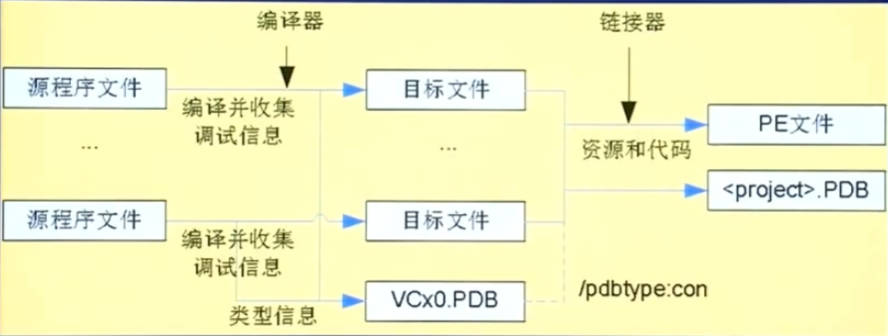 编译器
链接器
源程序文件
目标文件
编译并收集
调试信息
PE文件
资源和代码
...
...
<project>.PDB
源程序文件
目标文件
编译并收集
调试信息
VCx0.PDB
/pdbtype:con
类型信息